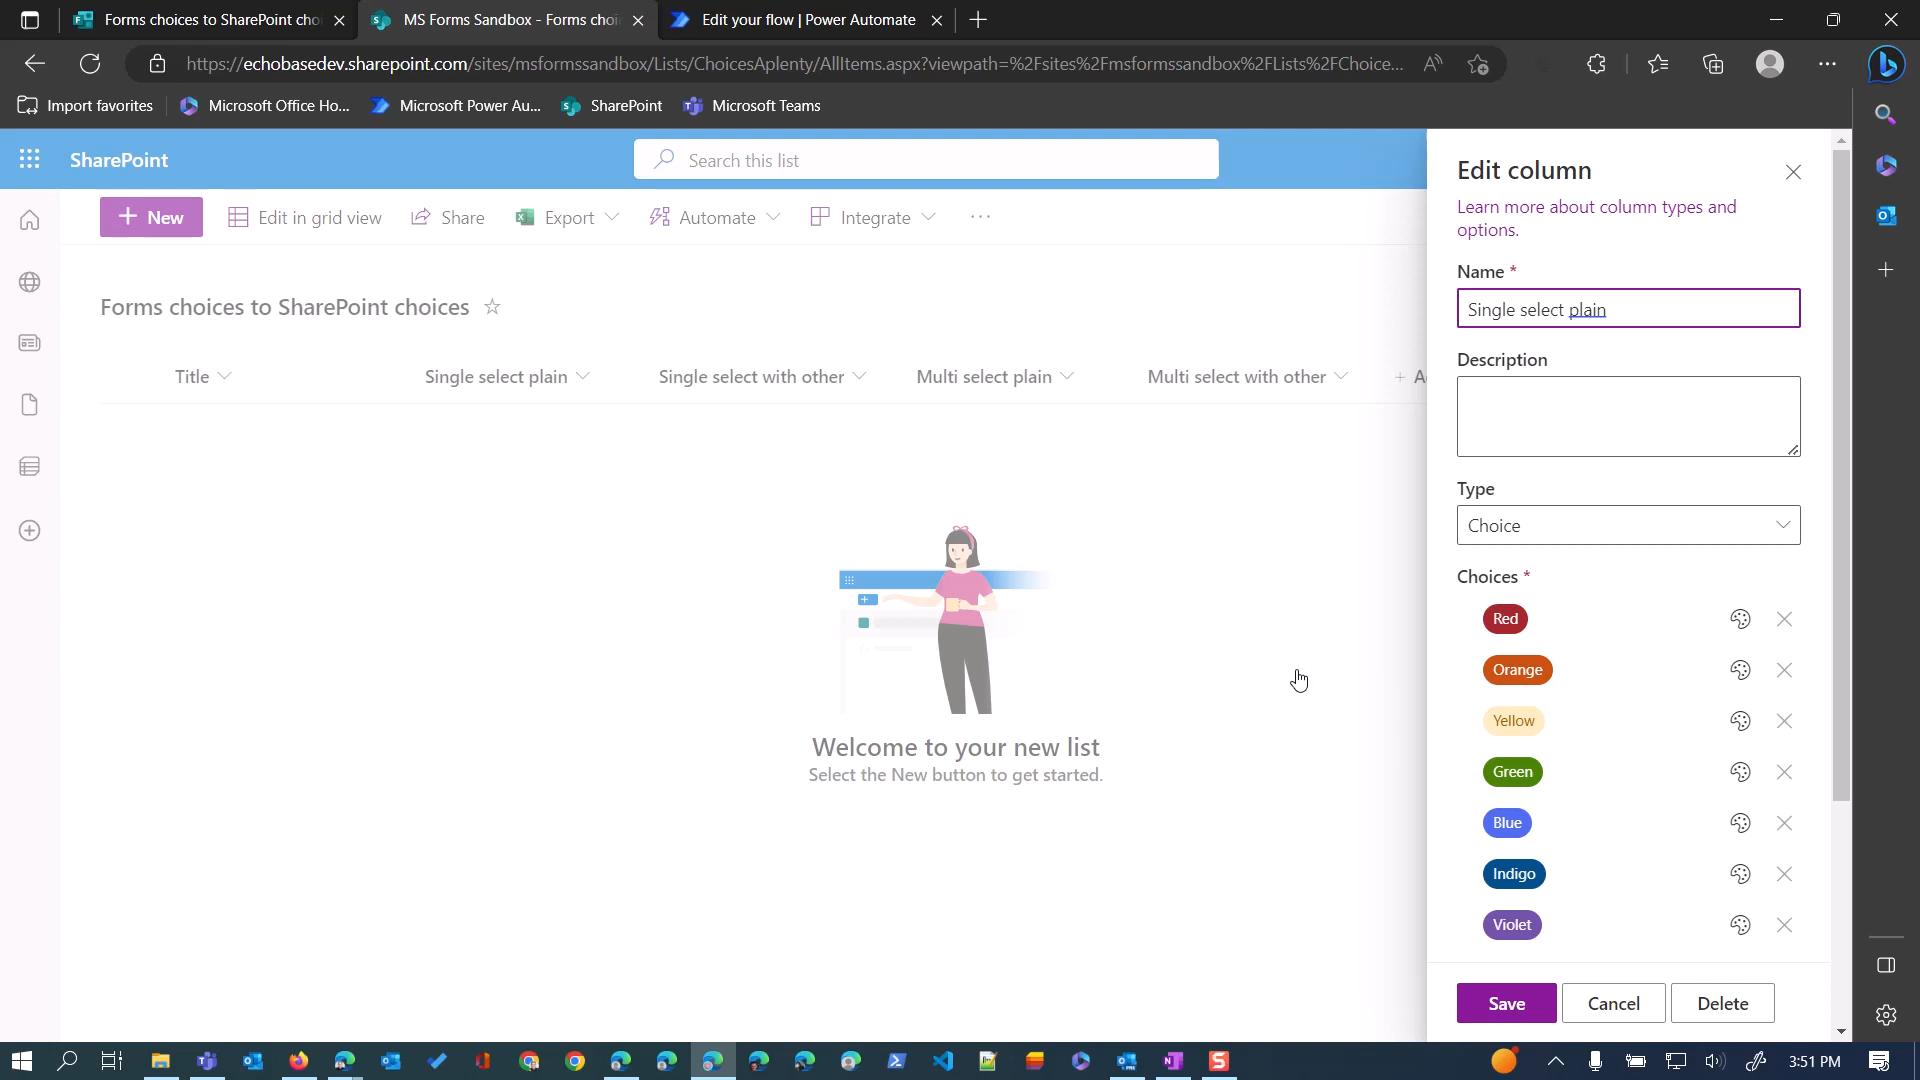 Forms choices to SharePoint cho
MS Forms Sandbox - Forms choi
Edit your flow | Power Automate
https://echobasedev.sharepoint.com/sites/msformssandbox/Lists/ChoicesAplenty/AllItems.aspx?viewpath=%2Fsites%2Fmsformssandbox%2FLists%2FChoice...
Import favorites
Microsoft Office Ho...
Microsoft Power Au...
SharePoint
Microsoft Teams
SharePoint
Search this list
+ New
Edit in grid view
Share
Export
Automate
Integrate
...
Forms choices to SharePoint choices
Title
Single select plain
Single select with other
Multi select plain
Multi select with other
+ A
Welcome to your new list
Select the New button to get started.
Edit column
Learn more about column types and
options.
Name *
Single select plain
Description
Type
Choice
Choices *
Red
Orange
Yellow
Green
Blue
Indigo
Violet
Save
Cancel
Delete
3:51 PM